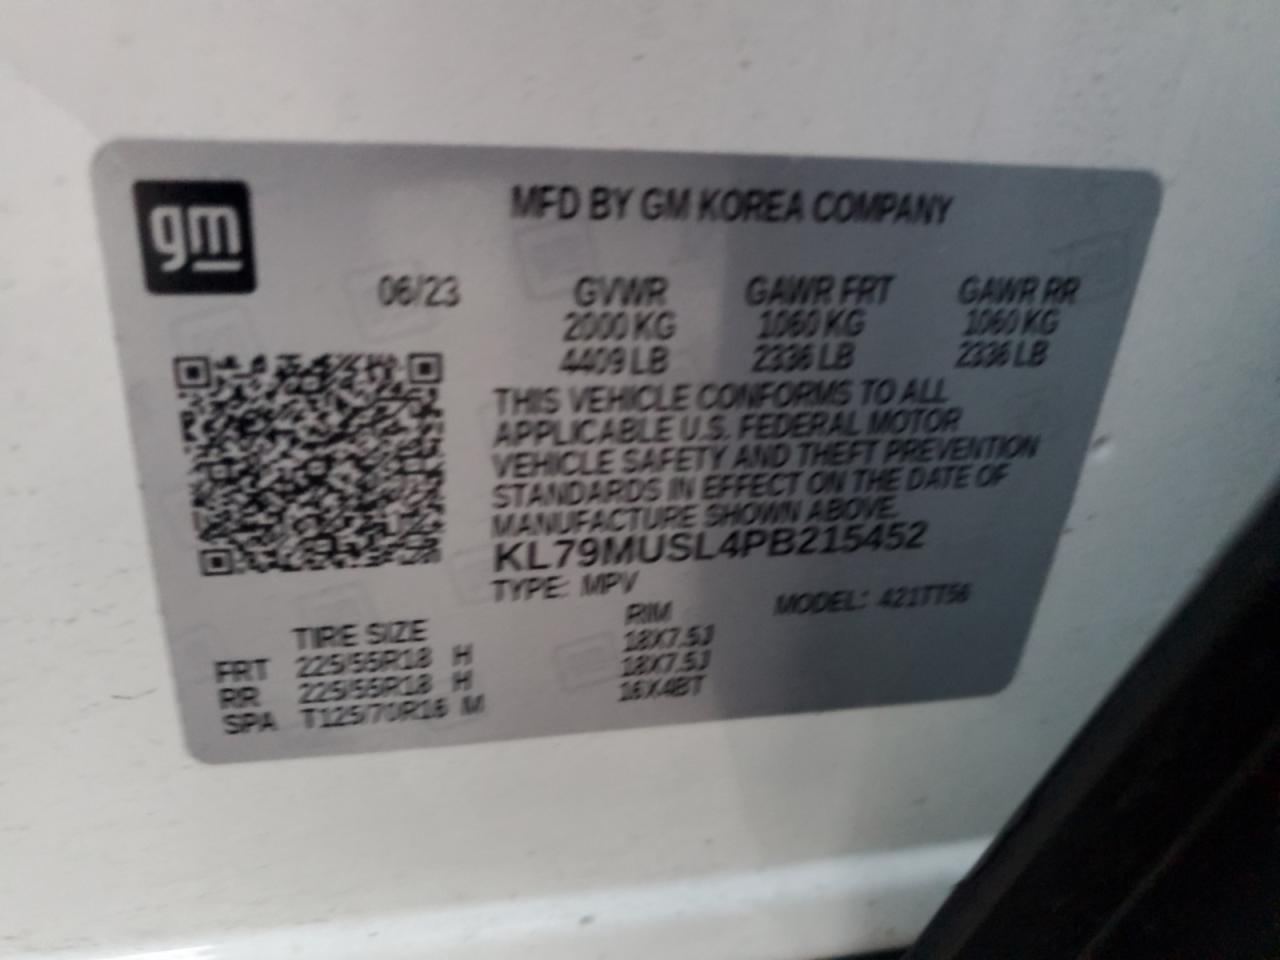 gm
MFD BY GM KOREA COMPANY
06/23 GVWR GAWR FRT GAWR RR
2000 KG 1060 KG 1060 KG
4409 LB 2336 LB 2336 LB
THIS VEHICLE CONFORMS TO ALL
APPLICABLE U.S. FEDERAL MOTOR
VEHICLE SAFETY AND THEFT PREVENTION
STANDARDS IN EFFECT ON THE DATE OF
MANUFACTURE SHOWN ABOVE.
KL79MUSL4PB215452
TYPE: MPV MODEL: 421TT56
TIRE SIZE RIM
FRT 225/55R18 H 18X7.5J
RR 225/55R18 H 18X7.5J
SPA T125/70R16 M 16X4BT